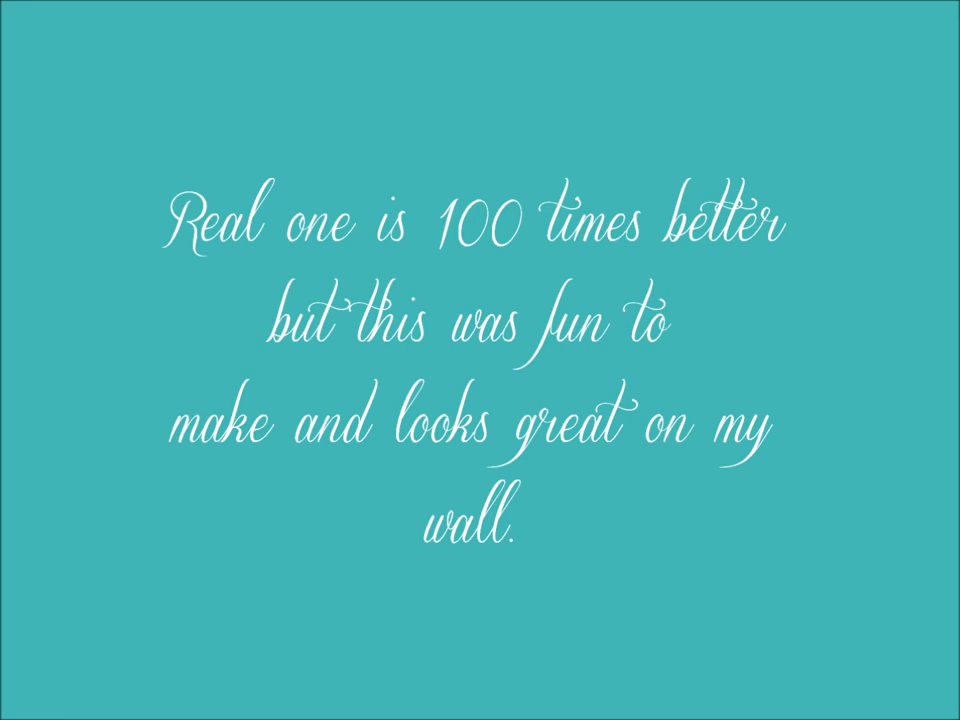 Real one is 100 times better
but this was fun to
make and looks great on my
wall.